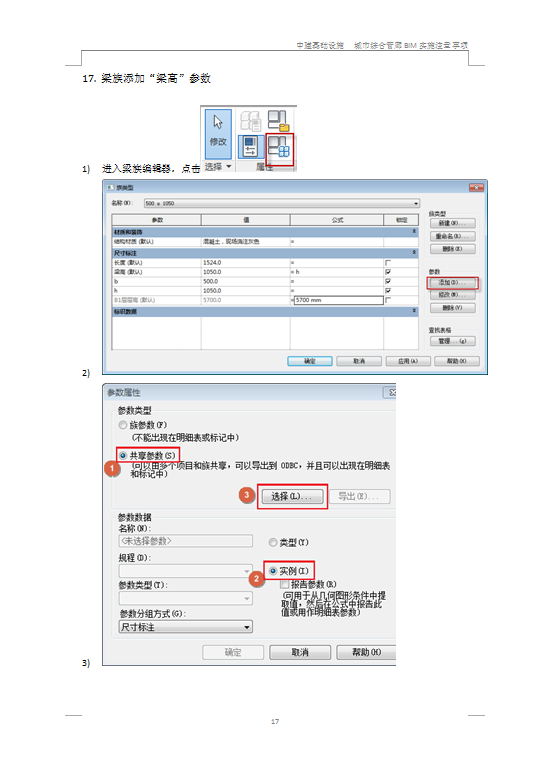 中建基础设施 城市综合管廊 BIM 实施注意事项
17. 梁族添加“梁高”参数
修改
选择 ▼ 属性
1) 进入梁族编辑器，点击
族类型
名称(N): 500 x 1050
参数 值 公式 锁定
材质和装饰
结构材质(默认) 混凝土，现场浇注灰色 =
尺寸标注
长度(默认) 1524.0 =
梁高(默认) 1050.0 = h
b 500.0 =
h 1050.0 =
B1层层高(默认) 5700.0 = 5700 mm
标识数据
族类型
新建(N)...
重命名(R)...
删除(E)
参数
添加(D)...
修改(M)...
删除(V)
查找表格
管理...(G)
确定 取消 应用(A) 帮助(H)
2)
参数属性
参数类型
族参数(F)
(不能出现在明细表或标记中)
共享参数(S)
1
(可以由多个项目和族共享，可以导出到 ODBC，并且可以出现在明细表
和标记中)
3 选择(L)... 导出(E)...
参数数据
名称(N):
<未选择参数> 类型(Y)
规程(D):
2 实例(I)
参数类型(T): 报告参数(R)
(可用于从几何图形条件中提
取值，然后在公式中报告此
值或用作明细表参数)
参数分组方式(G):
尺寸标注
确定 取消 帮助(H)
3)
17